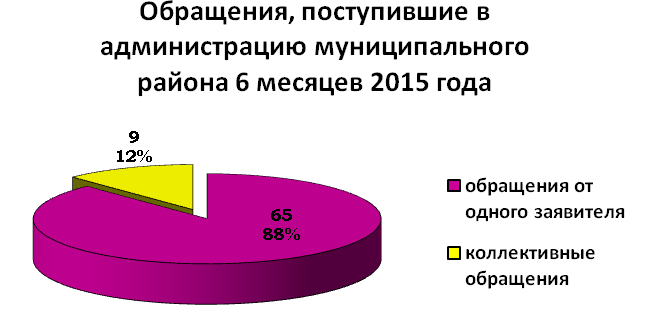 Обращения, поступившие в
администрацию муниципального
района 6 месяцев 2015 года
9
12%
65
88%
обращения от
одного заявителя
коллективные
обращения